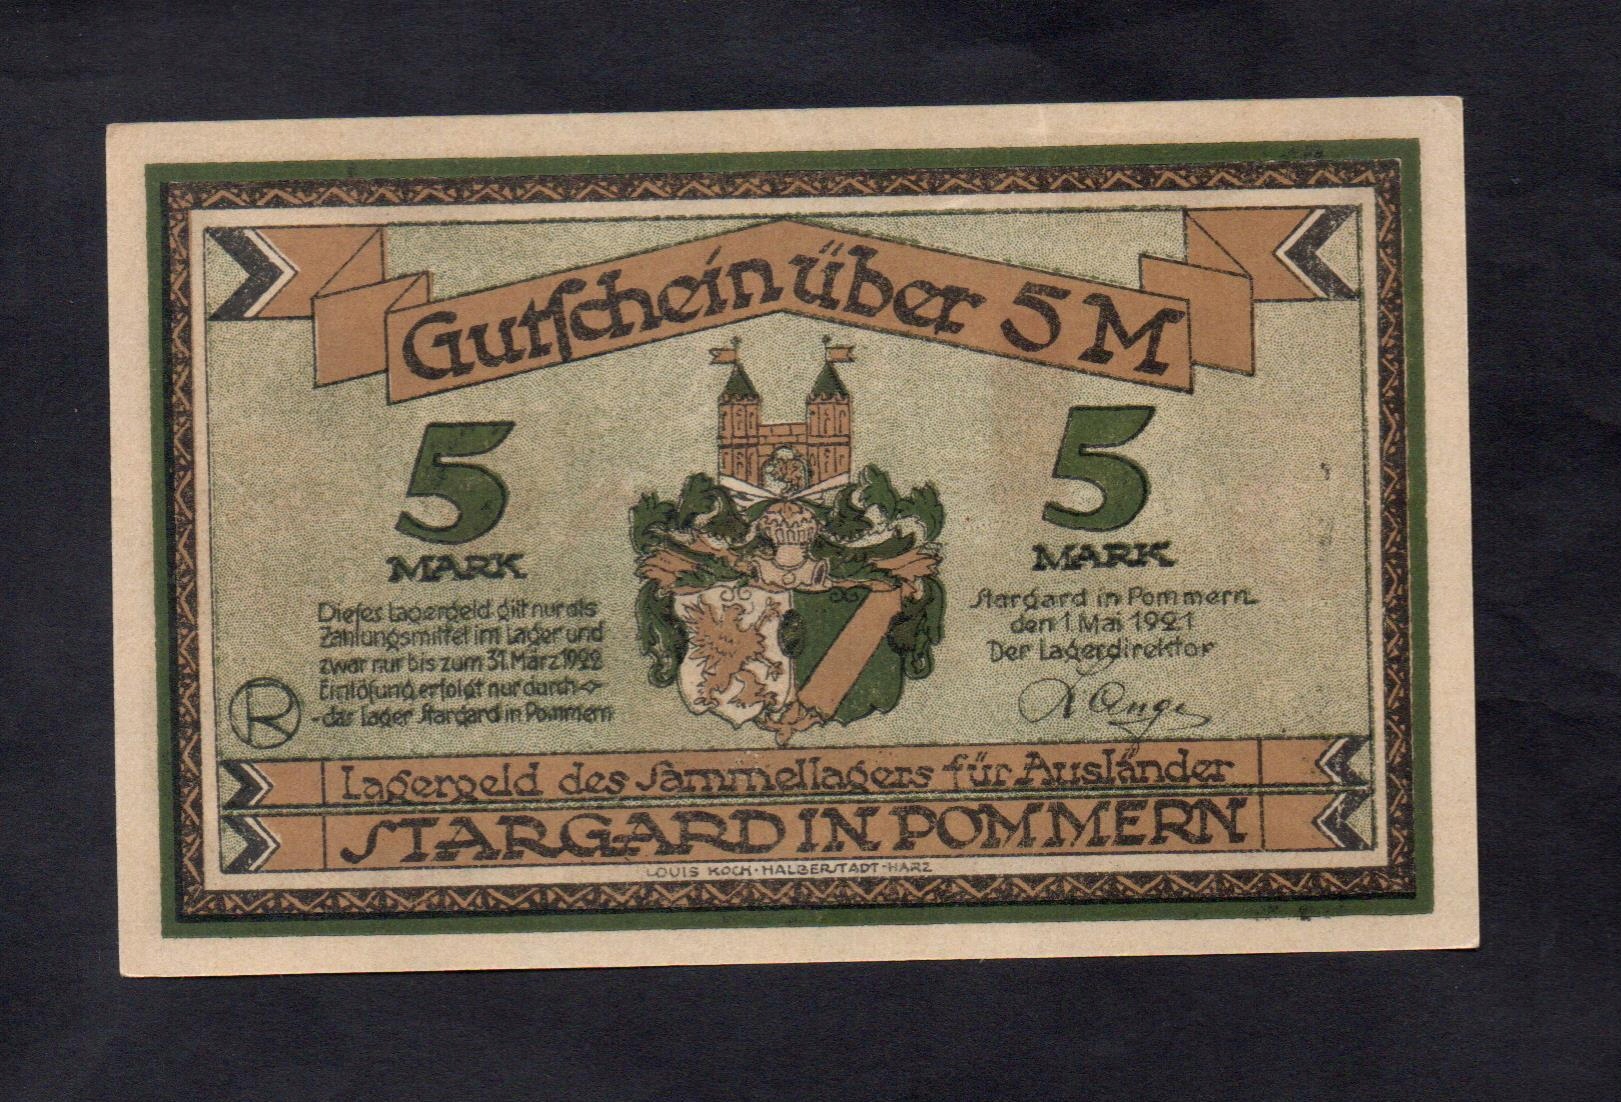 Gutschein über 5 M
5
MARK
5
MARK
Dieses Lagergeld gilt nur als
Zahlungsmittel im Lager und
zwar nur bis zum 31. März 1922
Einlösung erfolgt nur durch
das Lager Stargard in Pommern
R
Stargard in Pommern
den 1. Mai 1921
Der Lagerdirektor
Lagergeld des Sammellagers für Ausländer
STARGARD IN POMMERN
LOUIS KOCH · HALBERSTADT · HARZ